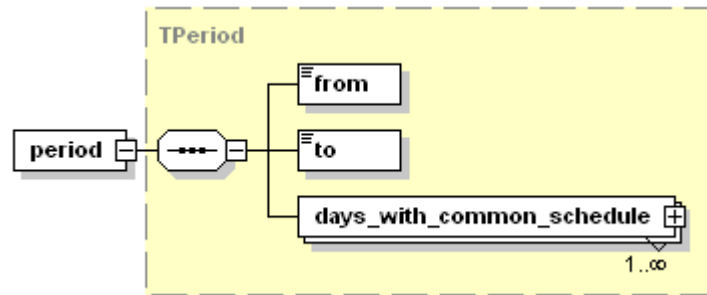 TPeriod
from
period
to
days_with_common_schedule
1..∞